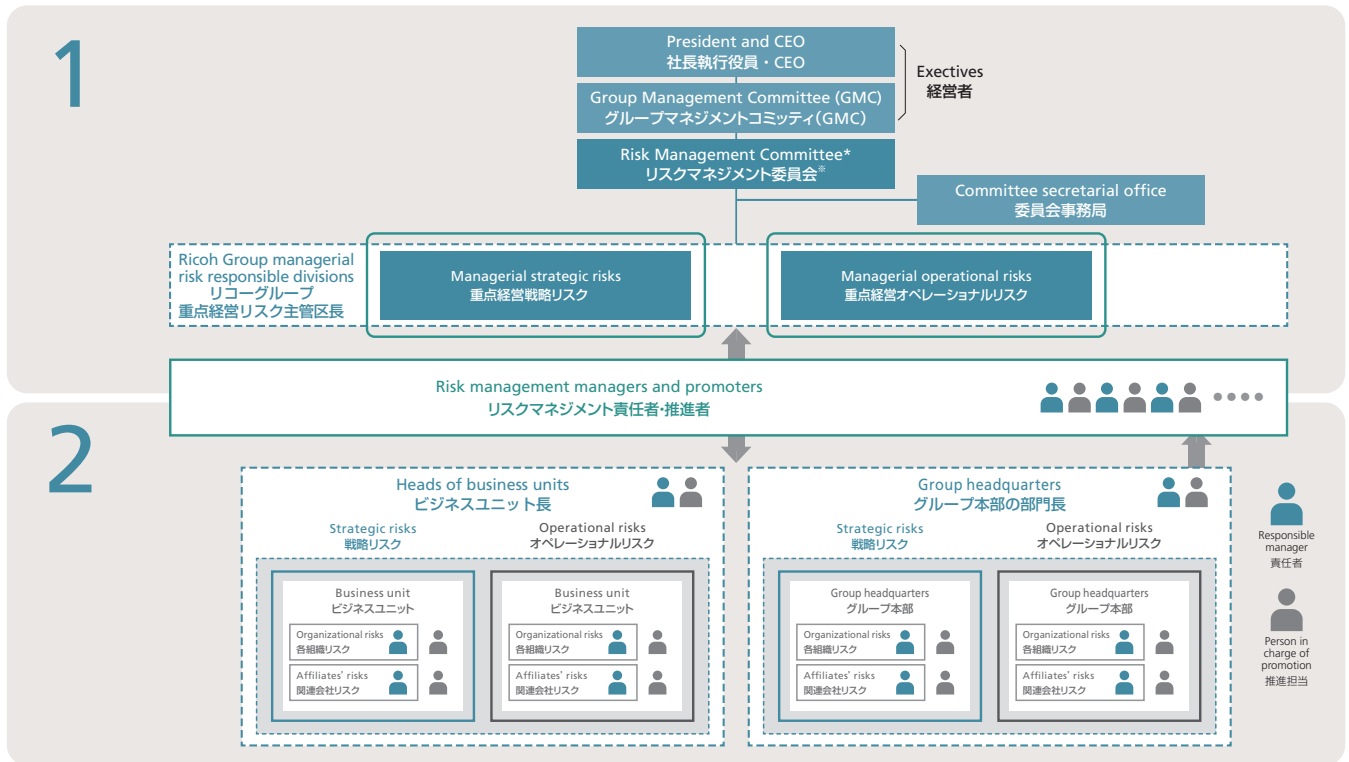 1
President and CEO
社長執行役員・CEO
Group Management Committee (GMC)
グループマネジメントコミッティ(GMC)
Exectives
経営者
Risk Management Committee*
リスクマネジメント委員会※
Committee secretarial office
委員会事務局
Ricoh Group managerial
risk responsible divisions
リコーグループ
重点経営リスク主管区長
Managerial strategic risks
重点経営戦略リスク
Managerial operational risks
重点経営オペレーショナルリスク
Risk management managers and promoters
リスクマネジメント責任者・推進者
2
Heads of business units
ビジネスユニット長
Strategic risks
戦略リスク
Operational risks
オペレーショナルリスク
Business unit
ビジネスユニット
Organizational risks
各組織リスク
Affiliates' risks
関連会社リスク
Business unit
ビジネスユニット
Organizational risks
各組織リスク
Affiliates' risks
関連会社リスク
Group headquarters
グループ本部の部門長
Strategic risks
戦略リスク
Operational risks
オペレーショナルリスク
Group headquarters
グループ本部
Organizational risks
各組織リスク
Affiliates' risks
関連会社リスク
Group headquarters
グループ本部
Organizational risks
各組織リスク
Affiliates' risks
関連会社リスク
Responsible
manager
責任者
Person in
charge of
promotion
推進担当